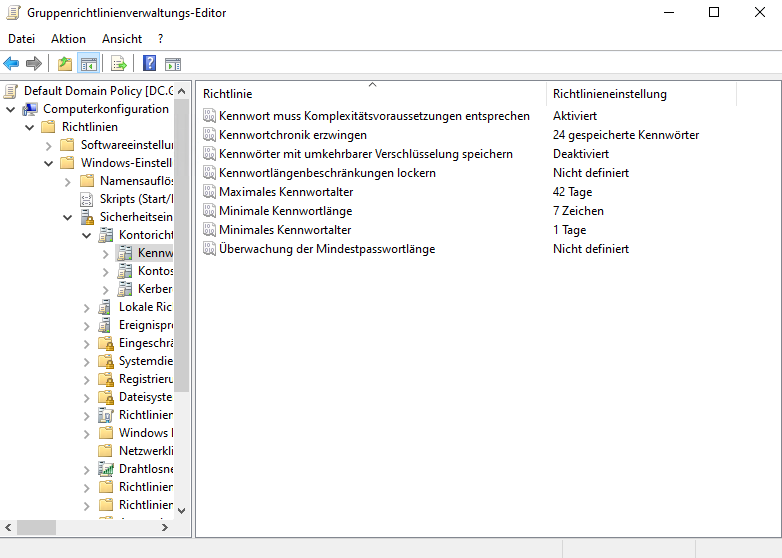 Gruppenrichtlinienverwaltungs-Editor
Datei Aktion Ansicht ?
Default Domain Policy [DC.G
Computerkonfiguration
Richtlinien
Softwareeinstellu
Windows-Einstell
Namensauflös
Skripts (Start/H
Sicherheitsein
Kontoricht
Kennw
Kontos
Kerber
Lokale Ric
Ereignispro
Eingeschrä
Systemdie
Registrieru
Dateisyste
Richtlinien
Windows
Netzwerkli
Drahtlosne
Richtlinien
Richtlinien
Richtlinie Richtlinieneinstellung
Kennwort muss Komplexitätsvoraussetzungen entsprechen Aktiviert
Kennwortchronik erzwingen 24 gespeicherte Kennwörter
Kennwörter mit umkehrbarer Verschlüsselung speichern Deaktiviert
Kennwortlängenbeschränkungen lockern Nicht definiert
Maximales Kennwortalter 42 Tage
Minimale Kennwortlänge 7 Zeichen
Minimales Kennwortalter 1 Tage
Überwachung der Mindestpasswortlänge Nicht definiert